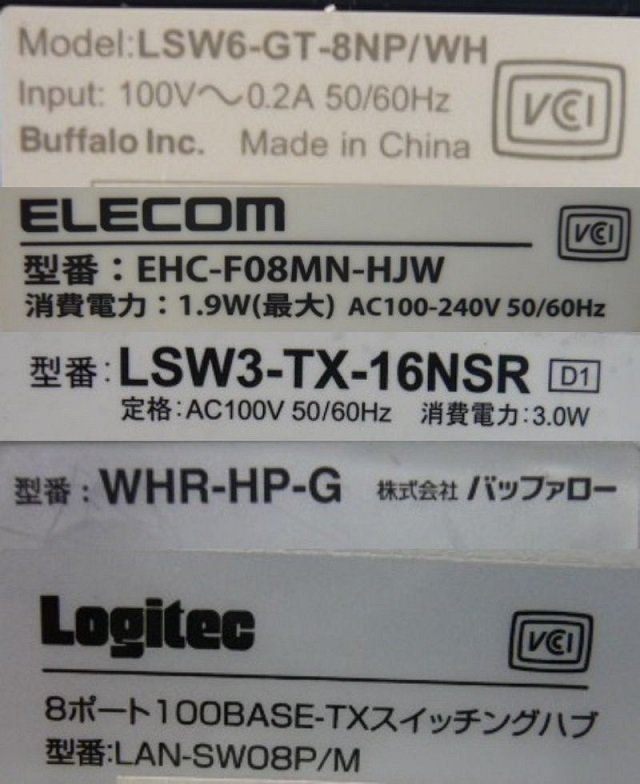 Model:LSW6-GT-8NP/WH
Input: 100V～0.2A 50/60Hz
Buffalo Inc. Made in China
VCCI
ELECOM
VCCI
型番：EHC-F08MN-HJW
消費電力：1.9W(最大) AC100-240V 50/60Hz
型番:LSW3-TX-16NSR D1
定格:AC100V 50/60Hz 消費電力:3.0W
型番：WHR-HP-G 株式会社 バッファロー
Logitec
VCCI
8ポート100BASE-TXスイッチングハブ
型番:LAN-SW08P/M